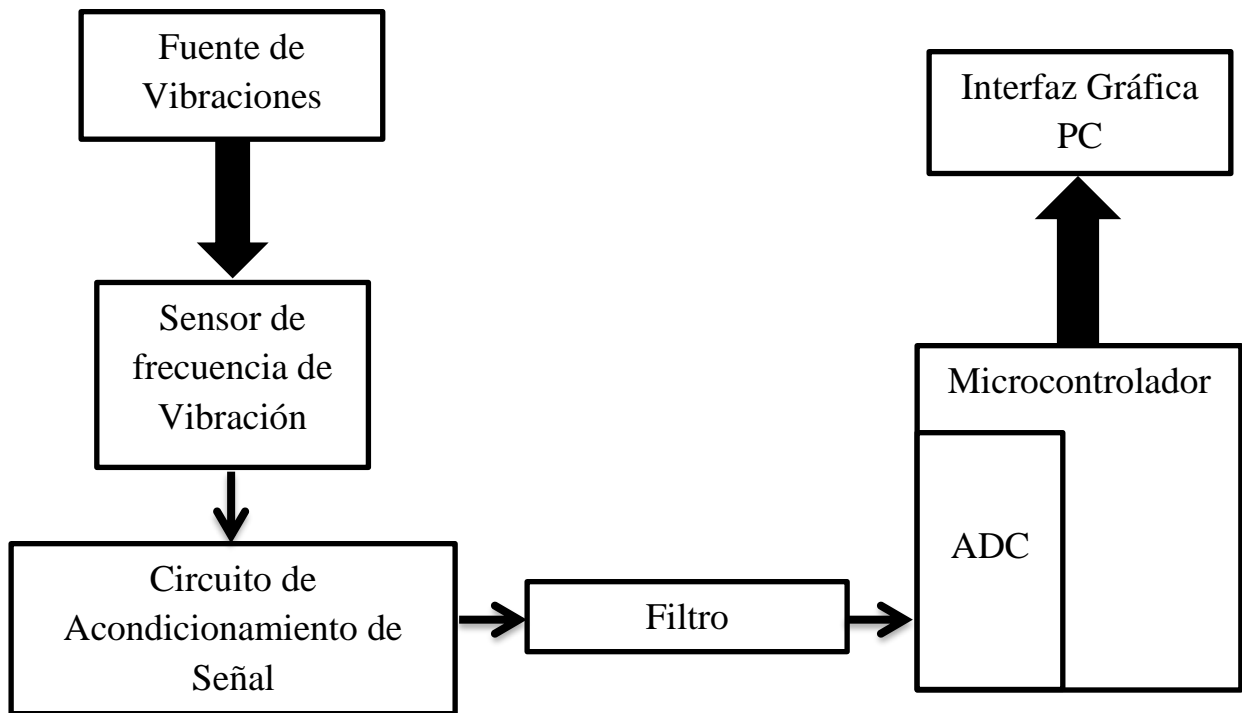 Fuente de
Vibraciones
Sensor de
frecuencia de
Vibración
Circuito de
Acondicionamiento de
Señal
Filtro
ADC
Microcontrolador
Interfaz Gráfica
PC